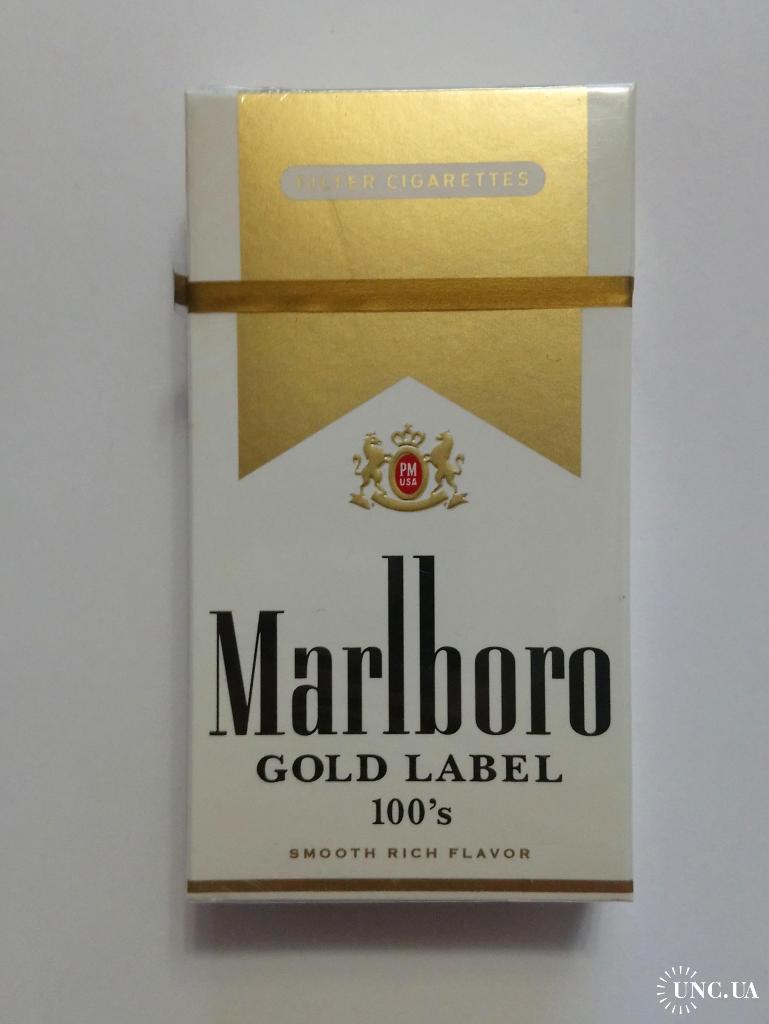 FILTER CIGARETTES
PM
USA
Marlboro
GOLD LABEL
100's
SMOOTH RICH FLAVOR
UNC.UA